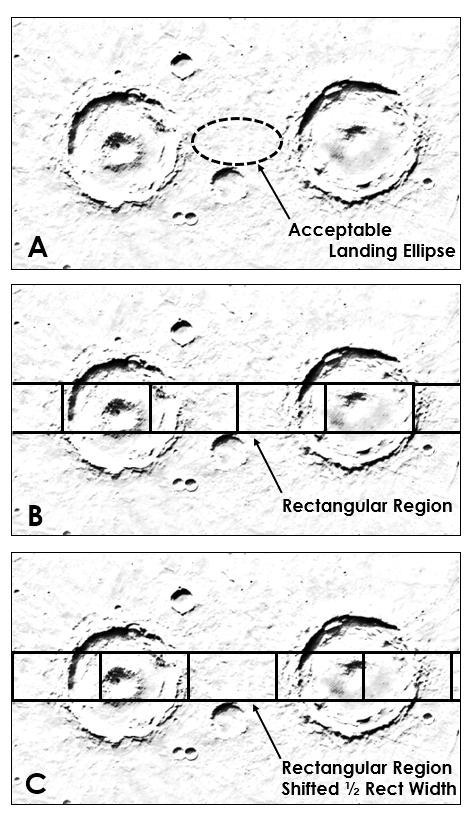 Acceptable
Landing Ellipse
A
Rectangular Region
B
Rectangular Region
Shifted ½ Rect Width
C